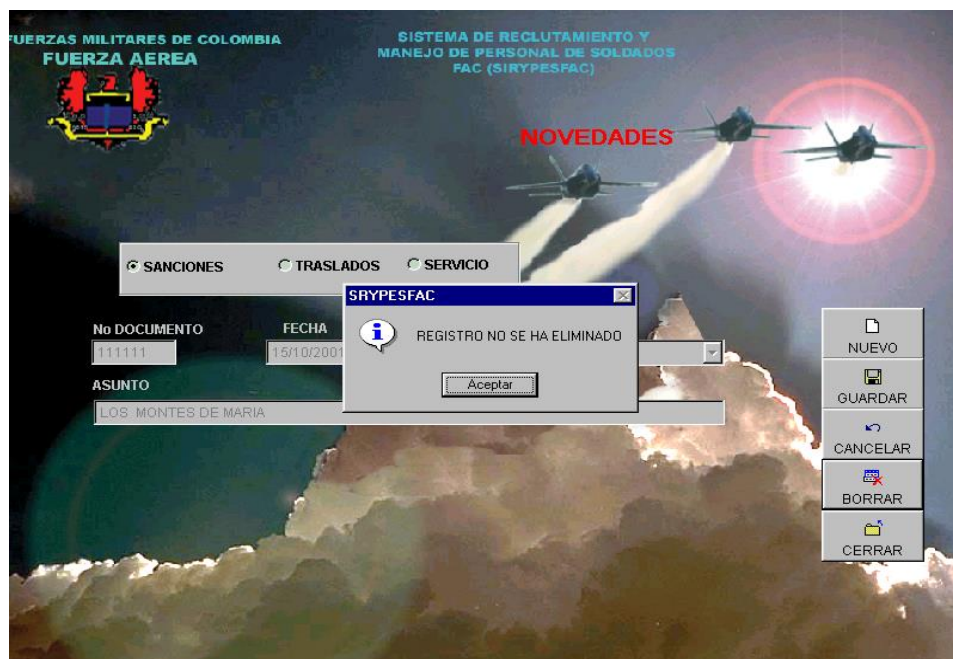 FUERZAS MILITARES DE COLOMBIA
FUERZA AEREA
SISTEMA DE RECLUTAMIENTO Y
MANEJO DE PERSONAL DE SOLDADOS
FAC (SIRYPESFAC)
NOVEDADES
SANCIONES TRASLADOS SERVICIO
SRYPESFAC
REGISTRO NO SE HA ELIMINADO
Aceptar
No DOCUMENTO FECHA
111111 15/10/2001
ASUNTO
LOS MONTES DE MARIA
NUEVO
GUARDAR
CANCELAR
BORRAR
CERRAR